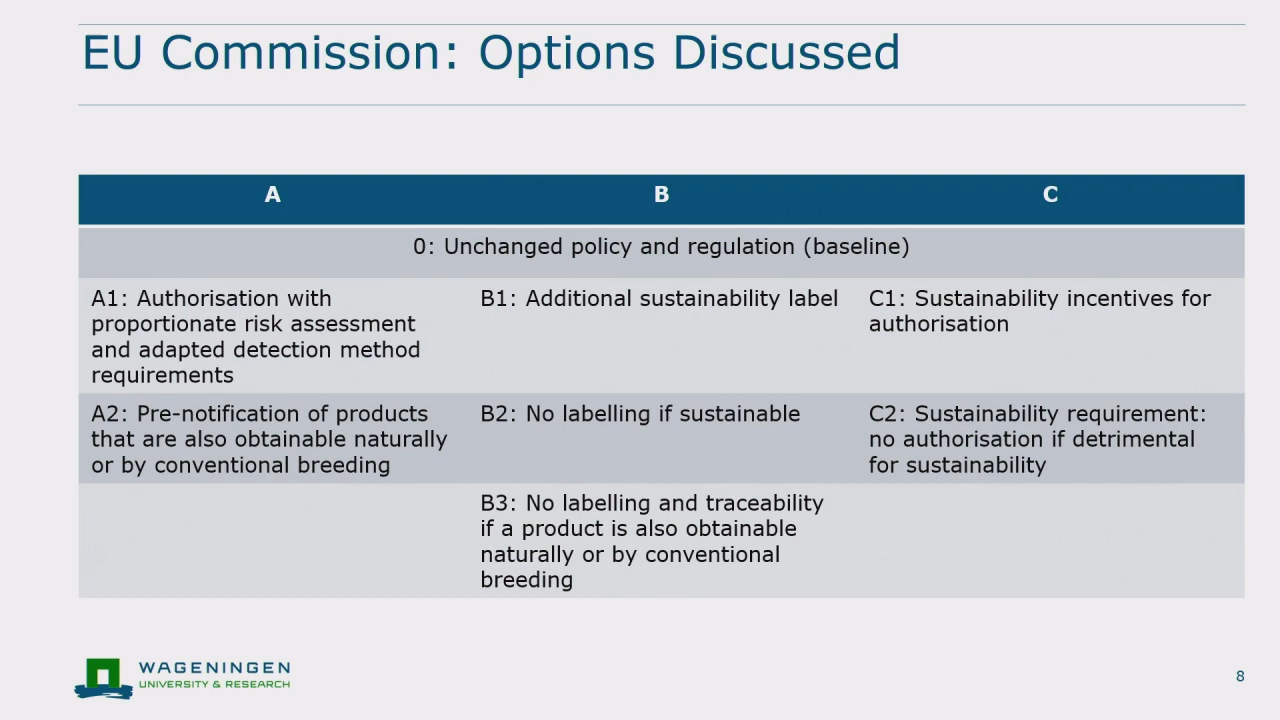 EU Commission: Options Discussed
A
B
C
0: Unchanged policy and regulation (baseline)
A1: Authorisation with
proportionate risk assessment
and adapted detection method
requirements
B1: Additional sustainability label
C1: Sustainability incentives for
authorisation
A2: Pre-notification of products
that are also obtainable naturally
or by conventional breeding
B2: No labelling if sustainable
C2: Sustainability requirement:
no authorisation if detrimental
for sustainability
B3: No labelling and traceability
if a product is also obtainable
naturally or by conventional
breeding
WAGENINGEN
UNIVERSITY & RESEARCH
8